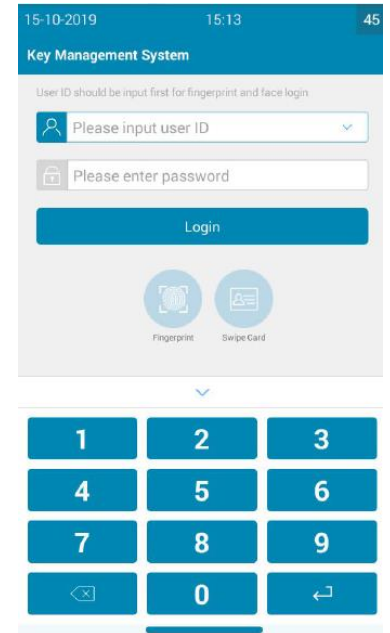 15-10-2019 15:13 45
Key Management System
User ID should be input first for fingerprint and face login
Please input user ID
Please enter password
Login
Fingerprint Swipe Card
1 2 3
4 5 6
7 8 9
0